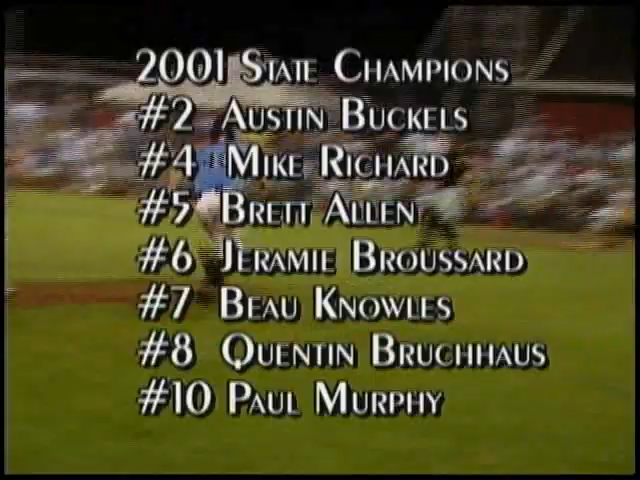 2001 State Champions
#2 Austin Buckels
#4 Mike Richard
#5 Brett Allen
#6 Jeramie Broussard
#7 Beau Knowles
#8 Quentin Bruchhaus
#10 Paul Murphy